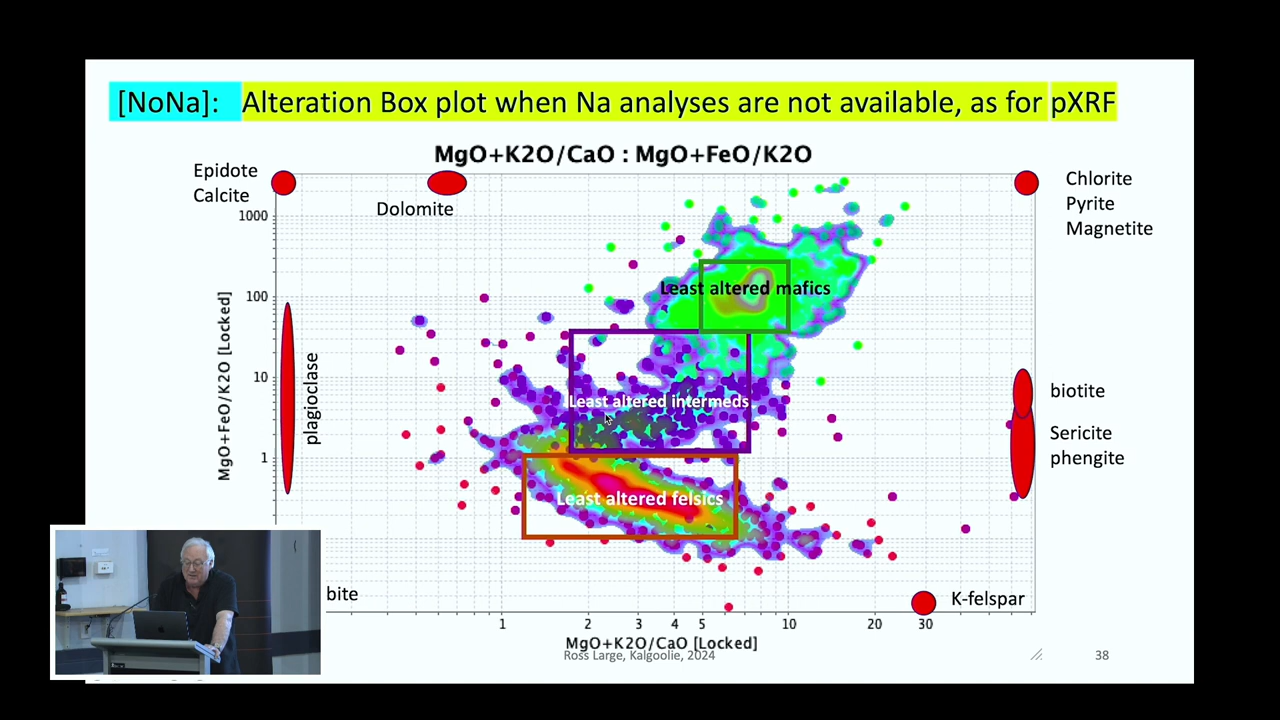 [NoNa]: Alteration Box plot when Na analyses are not available, as for pXRF
MgO+K2O/CaO : MgO+FeO/K2O
Epidote
Calcite
Dolomite
Chlorite
Pyrite
Magnetite
1000
100
10
1
MgO+FeO/K2O [Locked]
plagioclase
Least altered mafics
Least altered intermeds
Least altered felsics
biotite
Sericite
phengite
bite
K-felspar
1 2 3 4 5 10 20 30
MgO+K2O/CaO [Locked]
Ross Large, Kalgoolie, 2024
38